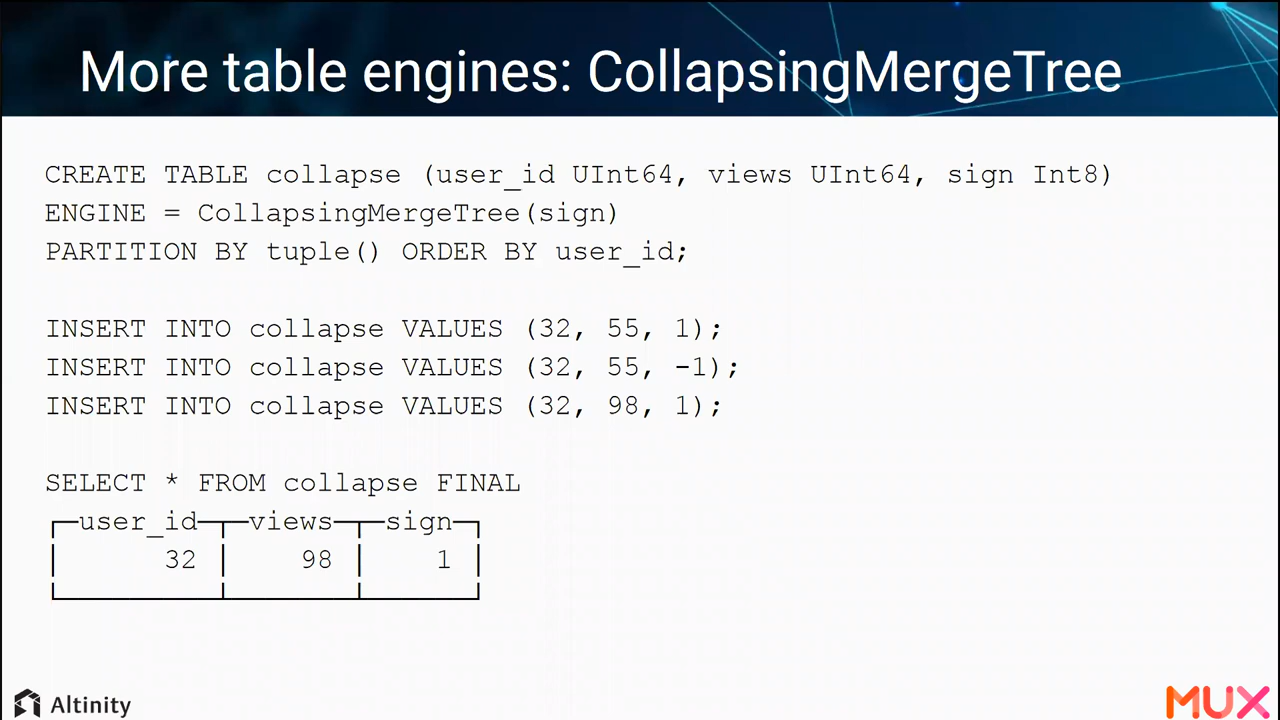 More table engines: CollapsingMergeTree
CREATE TABLE collapse (user_id UInt64, views UInt64, sign Int8)
ENGINE = CollapsingMergeTree(sign)
PARTITION BY tuple() ORDER BY user_id;
INSERT INTO collapse VALUES (32, 55, 1);
INSERT INTO collapse VALUES (32, 55, -1);
INSERT INTO collapse VALUES (32, 98, 1);
SELECT * FROM collapse FINAL
┌─user_id─┬─views─┬─sign─┐
│ 32 │ 98 │ 1 │
└─────────┴───────┴──────┘
Altinity
MUX